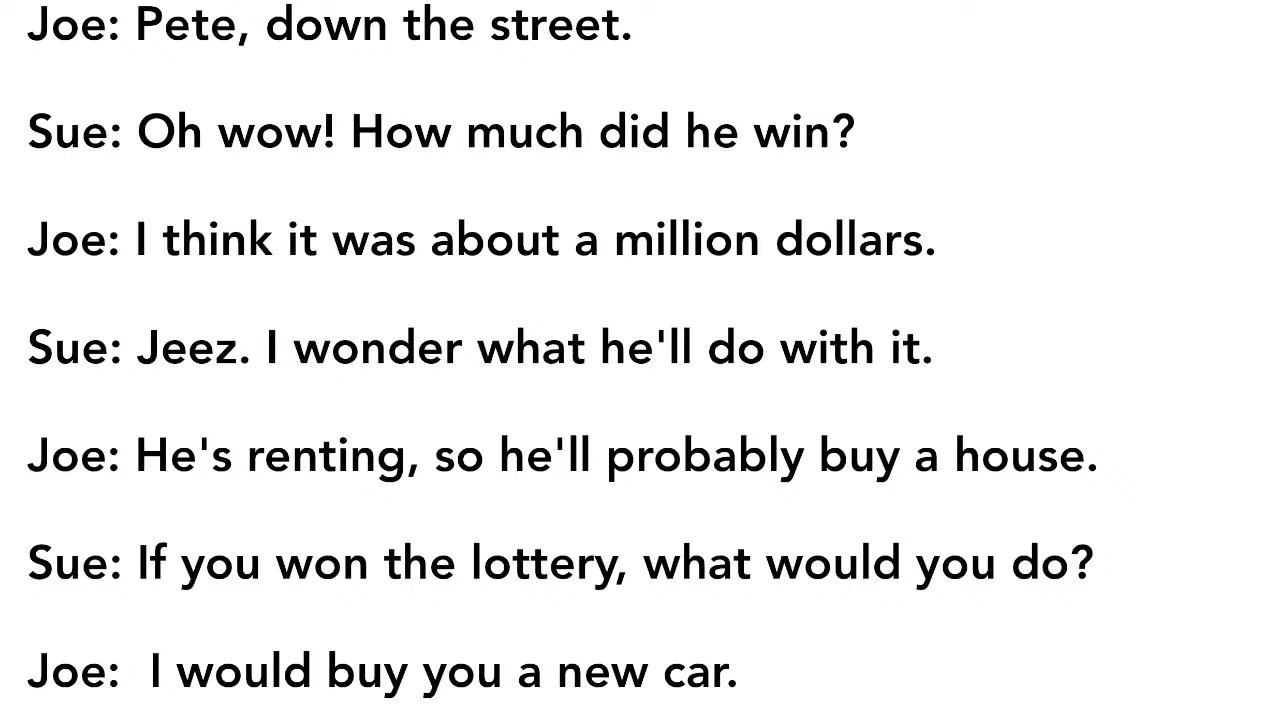 Joe: Pete, down the street.
Sue: Oh wow! How much did he win?
Joe: I think it was about a million dollars.
Sue: Jeez. I wonder what he'll do with it.
Joe: He's renting, so he'll probably buy a house.
Sue: If you won the lottery, what would you do?
Joe:  I would buy you a new car.